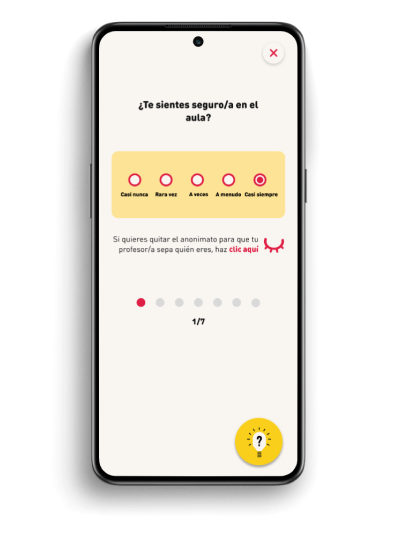 ¿Te sientes seguro/a en el
aula?
Casi nunca Rara vez A veces A menudo Casi siempre
Si quieres quitar el anonimato para que tu
profesor/a sepa quién eres, haz clic aquí
1/7
?